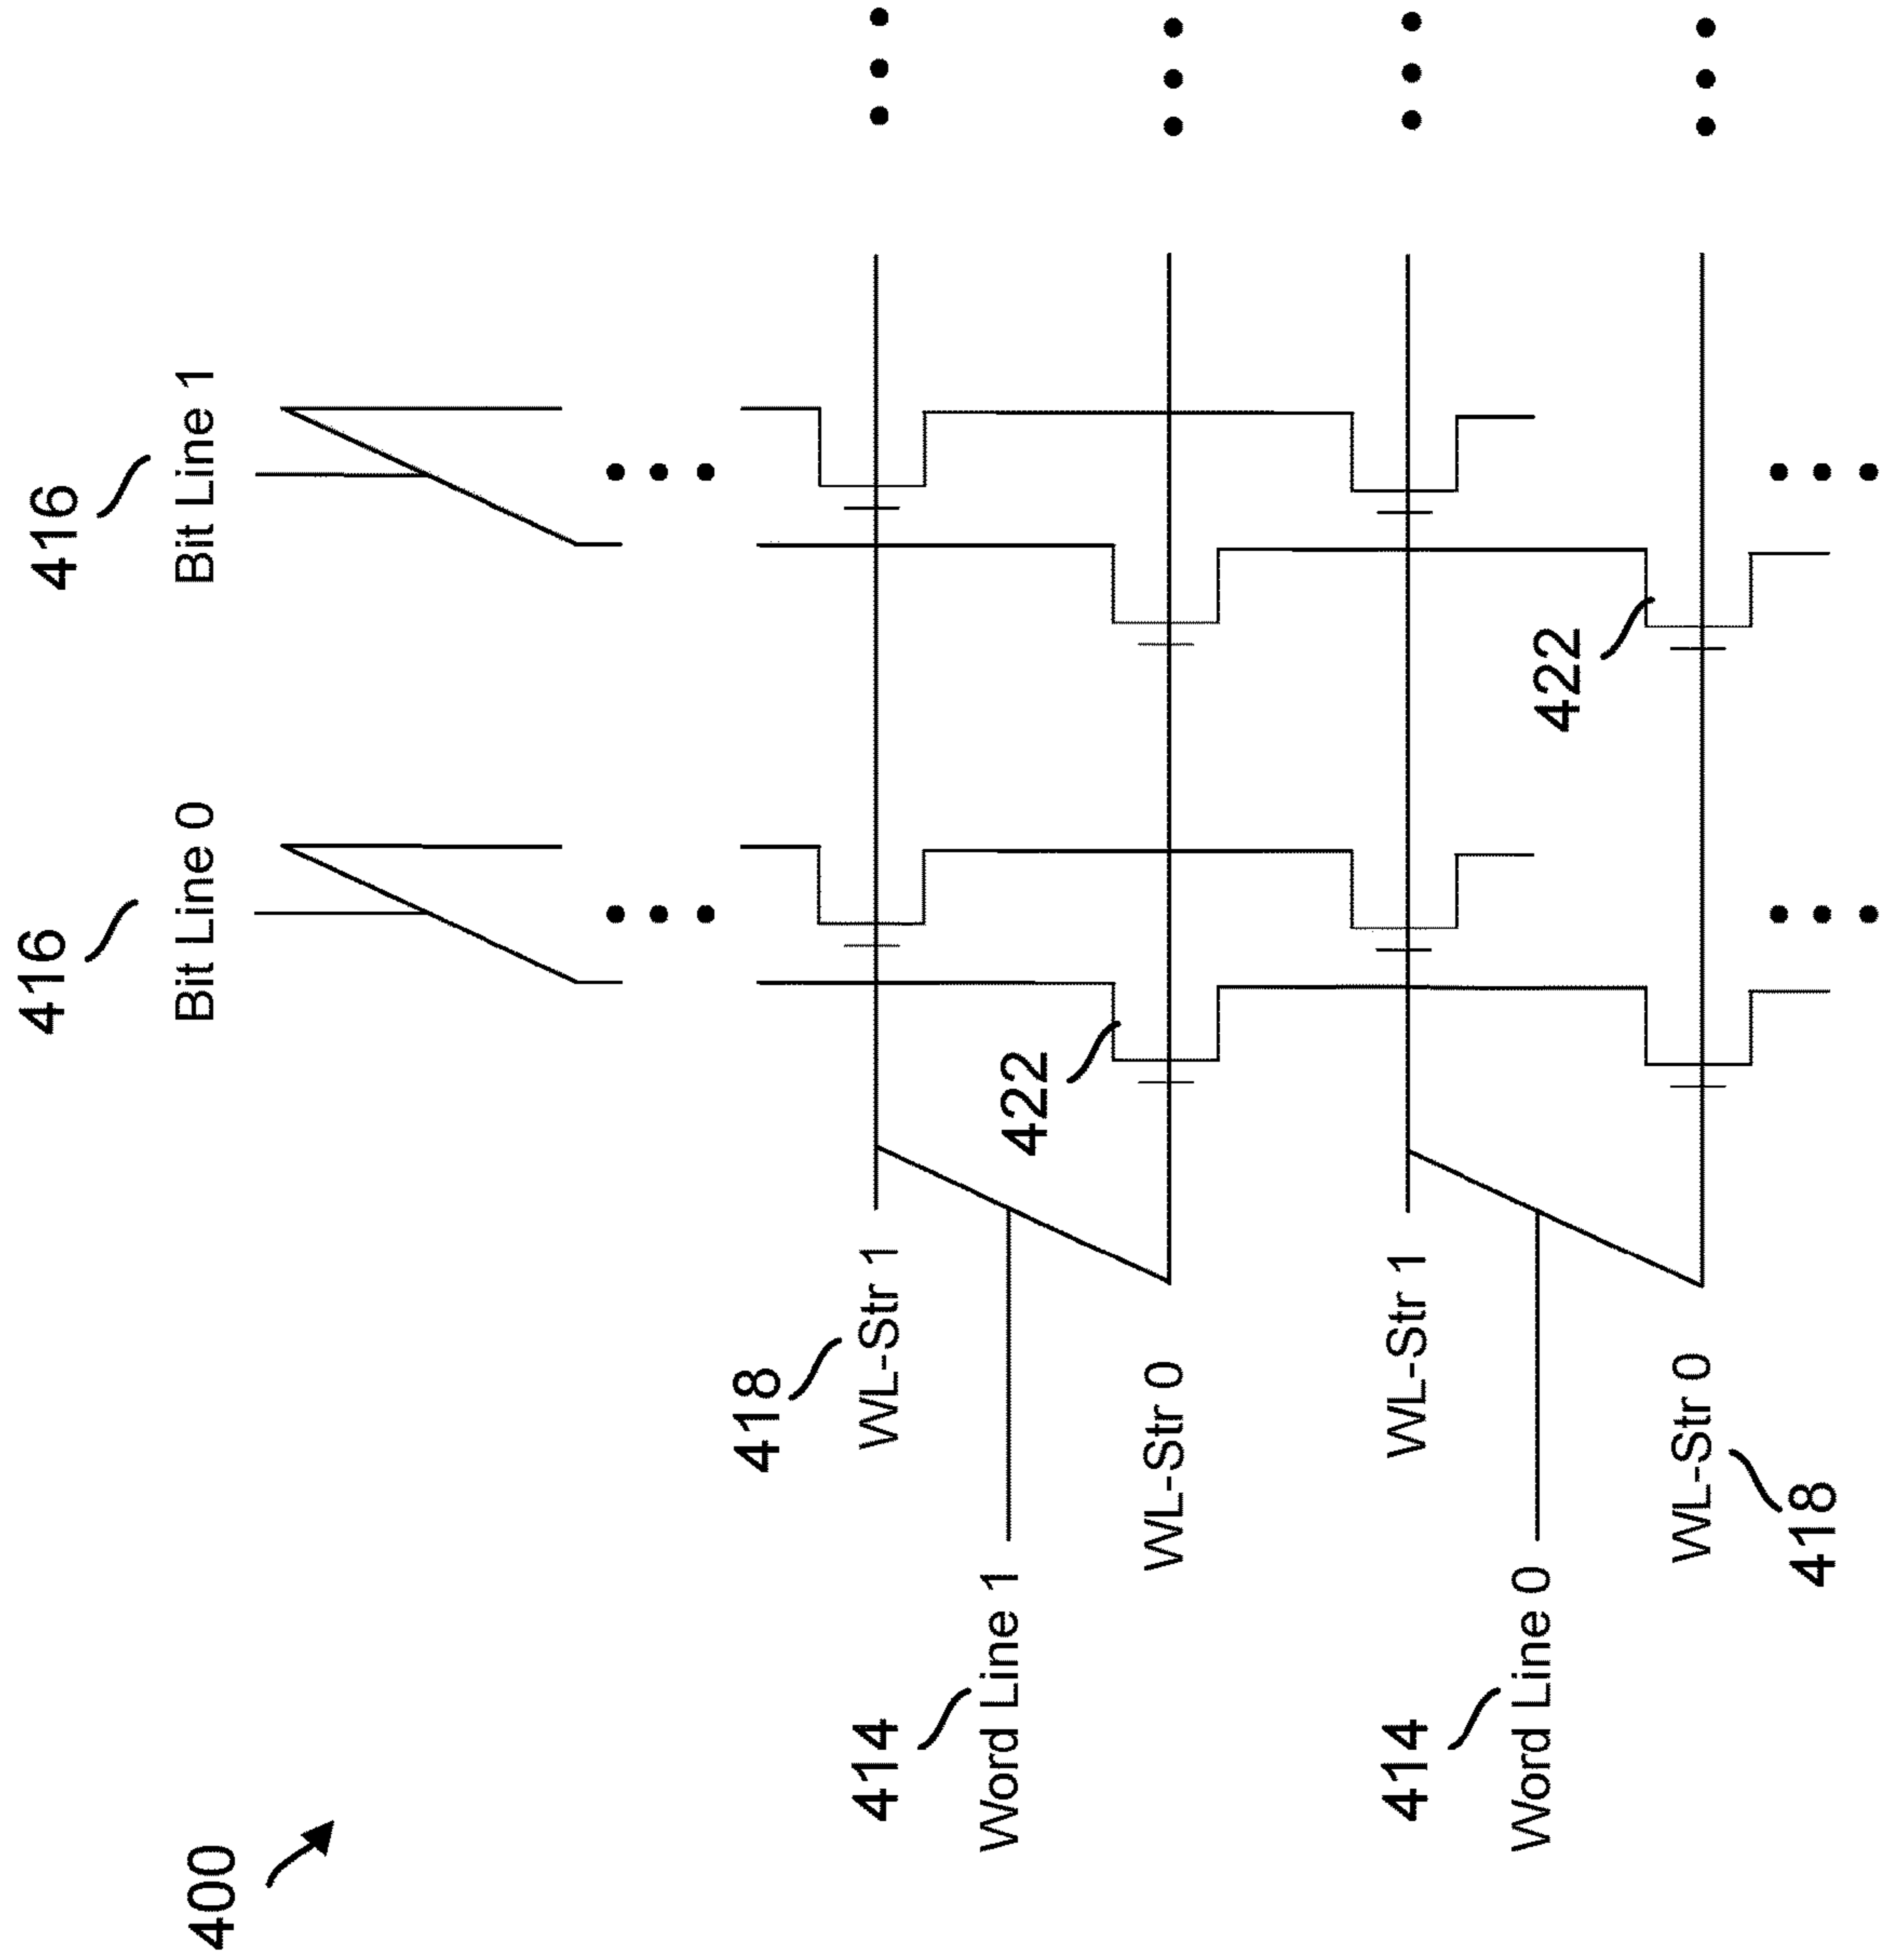 400
416
Bit Line 0
416
Bit Line 1
418
WL-Str 1
414
Word Line 1
422
WL-Str 0
WL-Str 1
414
Word Line 0
422
WL-Str 0
418